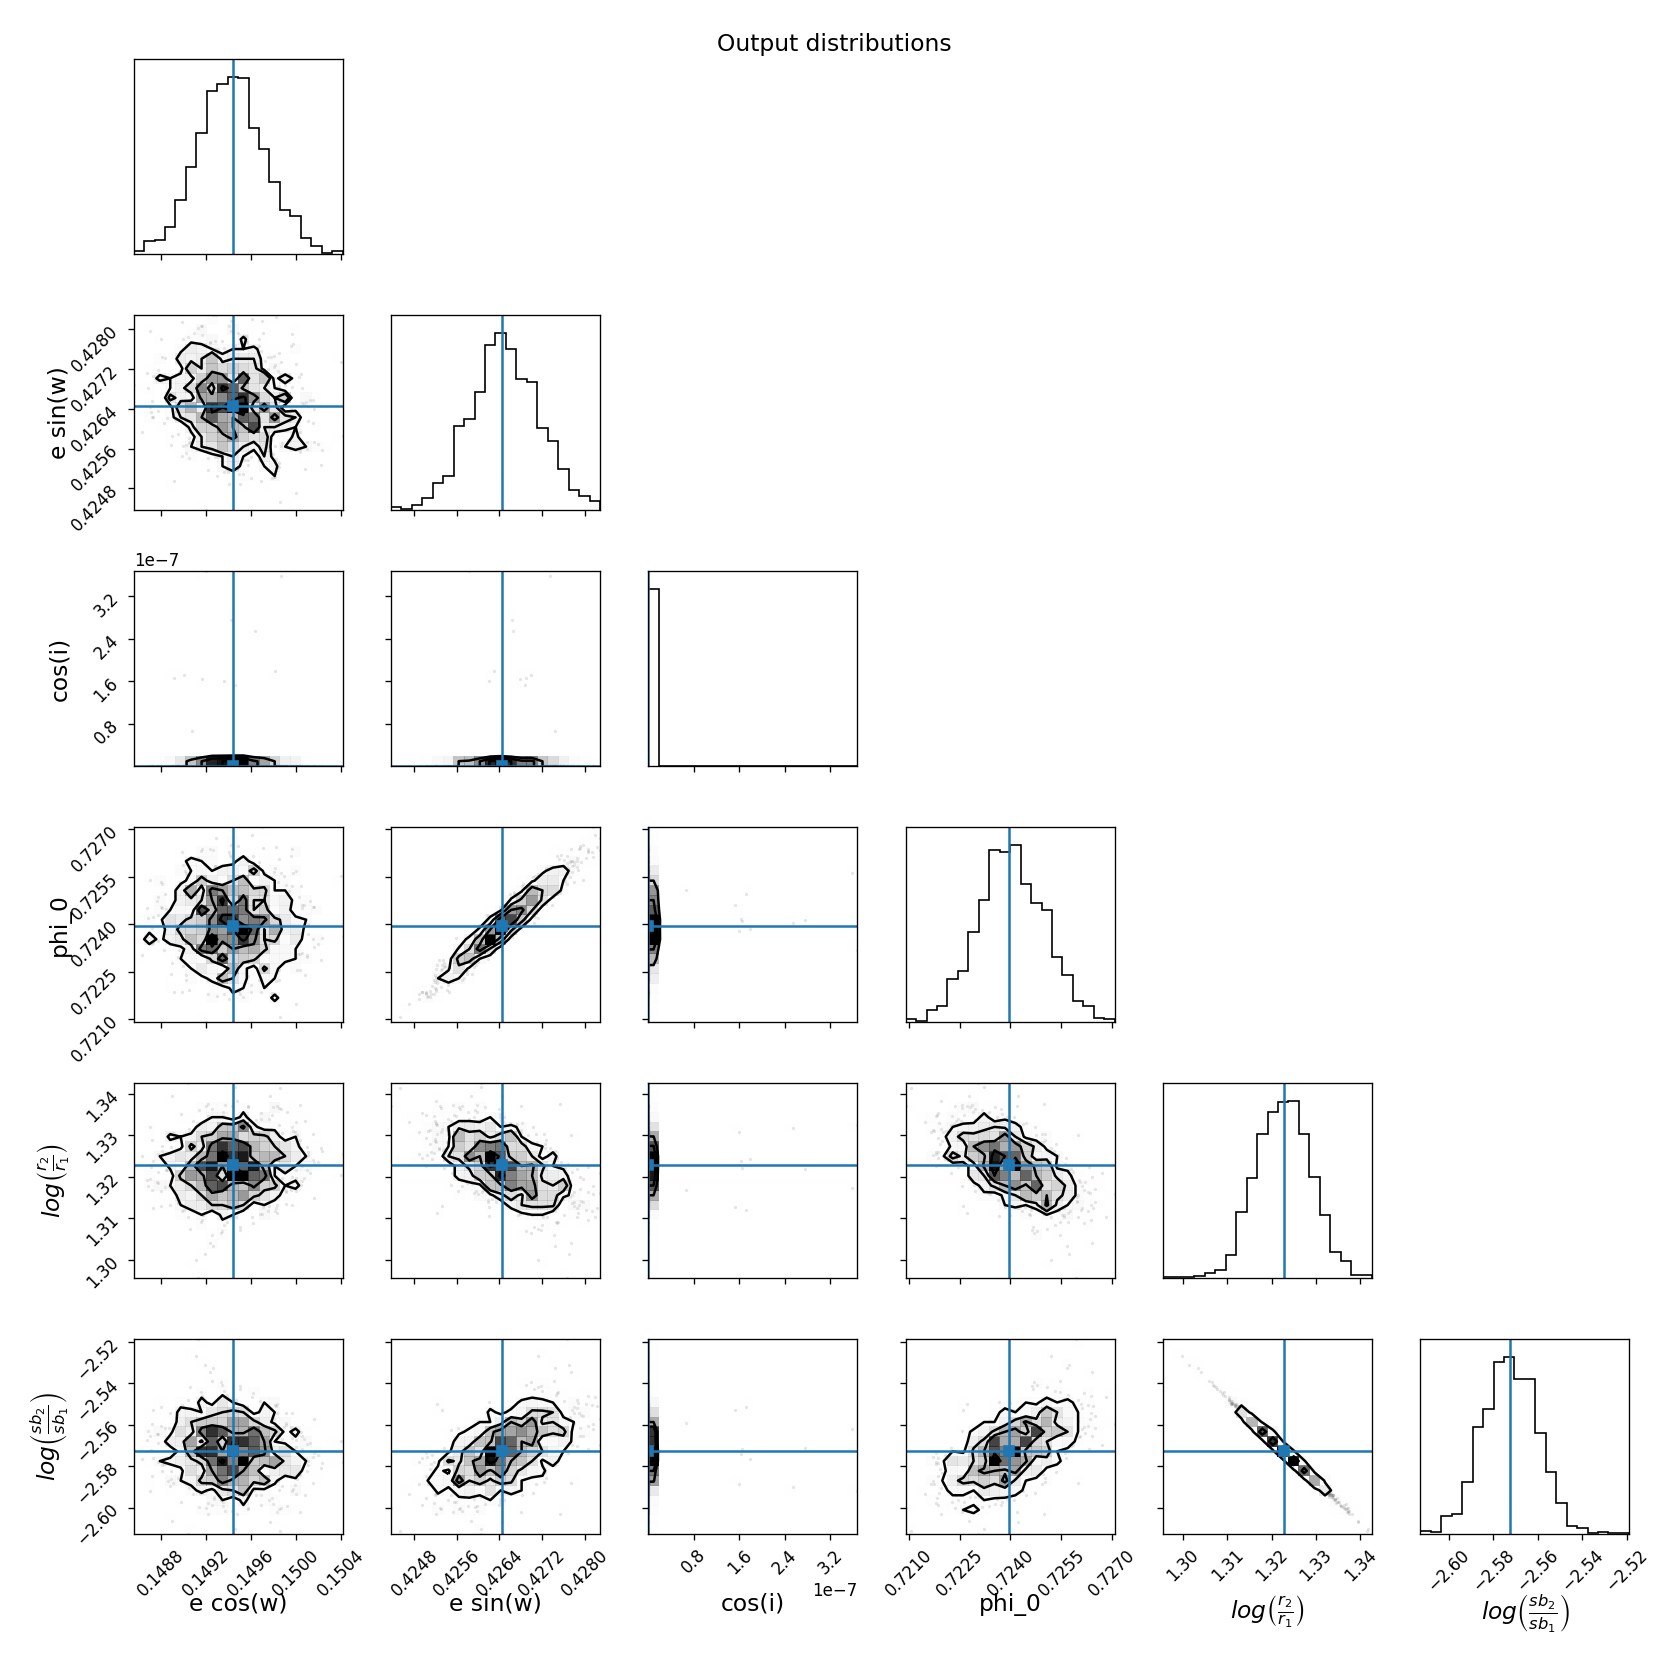 Output distributions
e sin(w)
0.4280
0.4272
0.4264
0.4256
0.4248
1e−7
cos(i)
3.2
2.4
1.6
0.8
phi_0
0.7270
0.7255
0.7240
0.7225
0.7210
log(r2/r1)
1.34
1.33
1.32
1.31
1.30
log(sb2/sb1)
−2.52
−2.54
−2.56
−2.58
−2.60
0.1488 0.1492 0.1496 0.1500 0.1504
0.4248 0.4256 0.4264 0.4272 0.4280
0.8 1.6 2.4 3.2
0.7210 0.7225 0.7240 0.7255 0.7270
1.30 1.31 1.32 1.33 1.34
−2.60 −2.58 −2.56 −2.54 −2.52
1e−7
e cos(w) e sin(w) cos(i) phi_0 log(r2/r1) log(sb2/sb1)